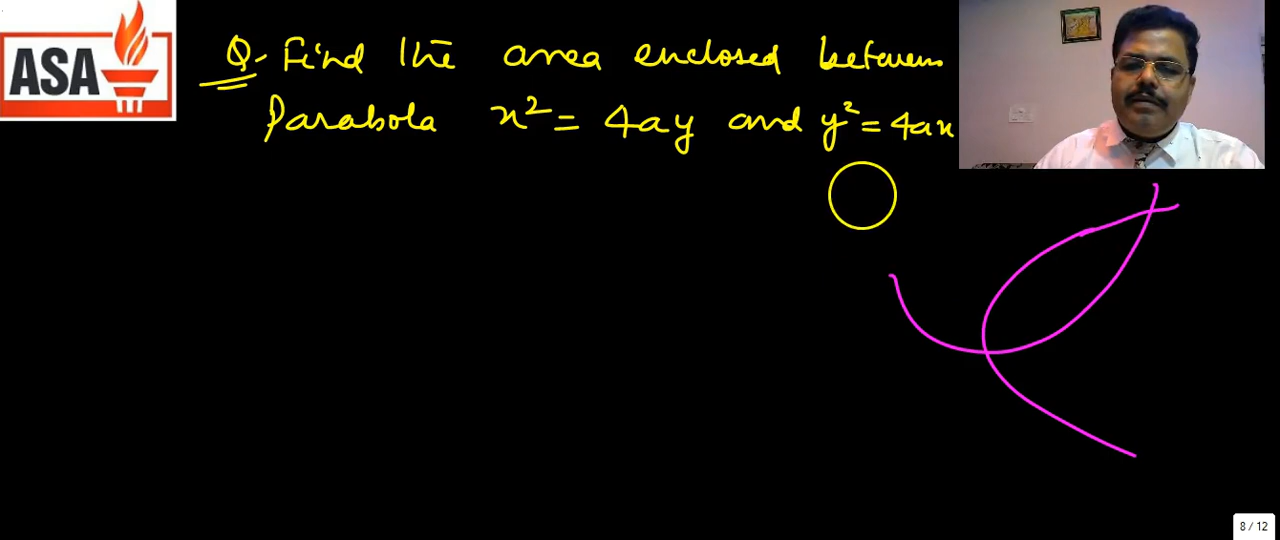 ASA
Q. Find the area enclosed between
Parabola x² = 4ay and y² = 4ax
8 / 12